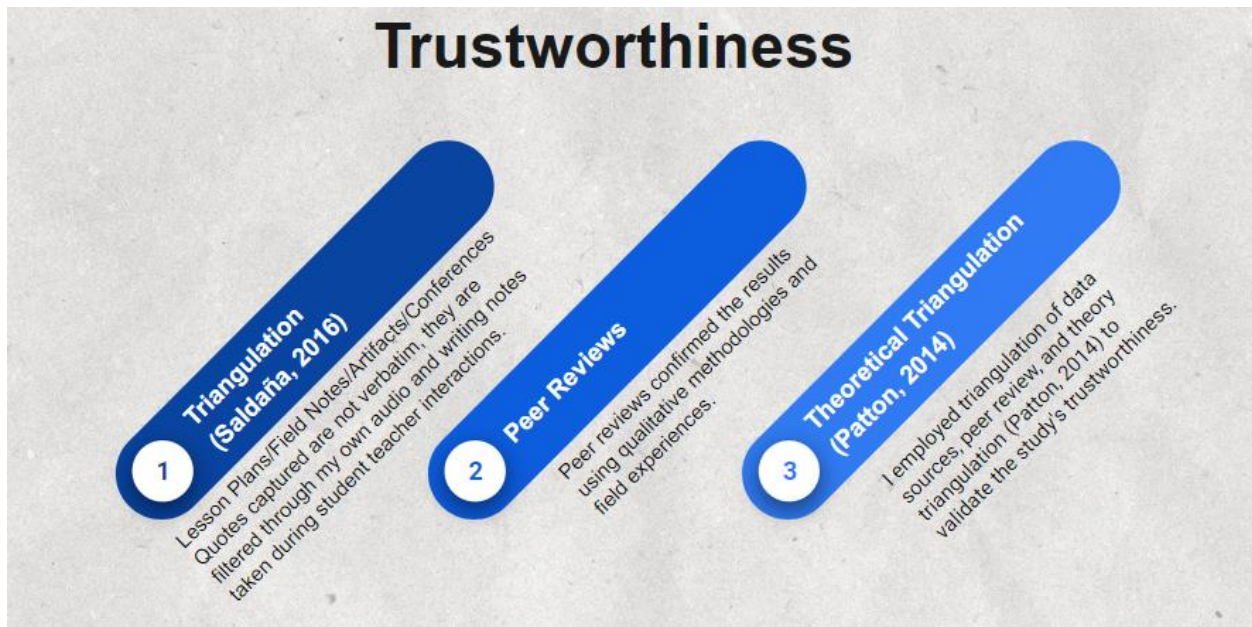 Trustworthiness
Triangulation
(Saldaña, 2016)
1
Lesson Plans/Field Notes/Artifacts/Conferences
Quotes captured are not verbatim, they are
filtered through my own audio and writing notes
taken during student teacher interactions.
Peer Reviews
2
Peer reviews confirmed the results
using qualitative methodologies and
field experiences.
Theoretical Triangulation
(Patton, 2014)
3
I employed triangulation of data
sources, peer review, and theory
triangulation (Patton, 2014) to
validate the study's trustworthiness.